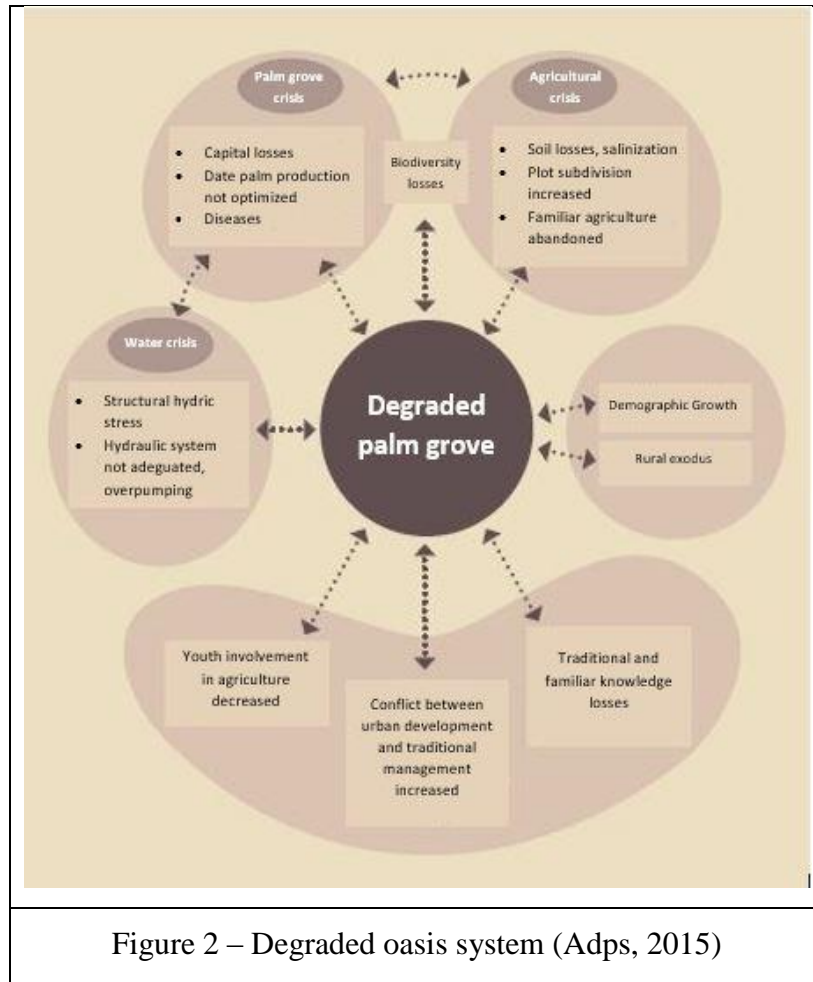 Palm grove
crisis
• Capital losses
• Date palm production
not optimized
• Diseases
Biodiversity
losses
Agricultural
crisis
• Soil losses, salinization
• Plot subdivision
increased
• Familiar agriculture
abandoned
Water crisis
• Structural hydric
stress
• Hydraulic system
not adeguated,
overpumping
Degraded
palm grove
Demographic Growth
Rural exodus
Youth involvement
in agriculture
decreased
Conflict between
urban development
and traditional
management
increased
Traditional and
familiar knowledge
losses
Figure 2 – Degraded oasis system (Adps, 2015)